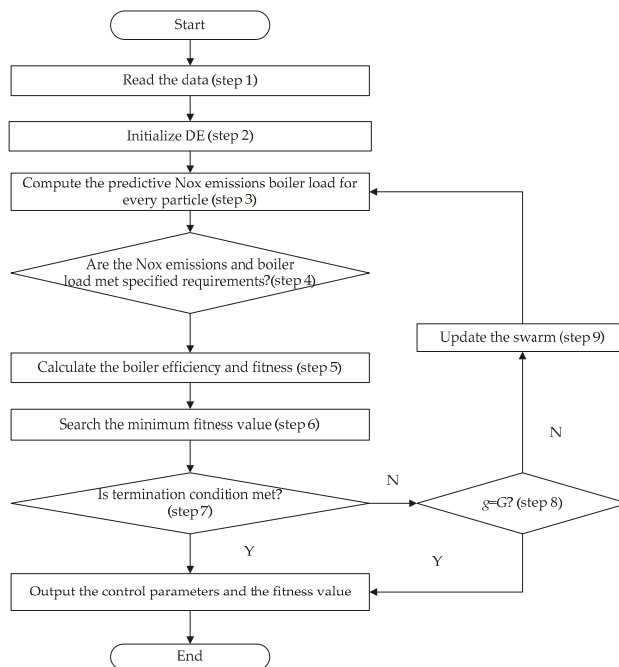 Start
Read the data (step 1)
Initialize DE (step 2)
Compute the predictive Nox emissions boiler load for
every particle (step 3)
Are the Nox emissions and boiler
load met specified requirements?(step 4)
Update the swarm (step 9)
Calculate the boiler efficiency and fitness (step 5)
Search the minimum fitness value (step 6)
N
Is termination condition met?
(step 7)
N
g=G? (step 8)
Y
Y
Output the control parameters and the fitness value
End